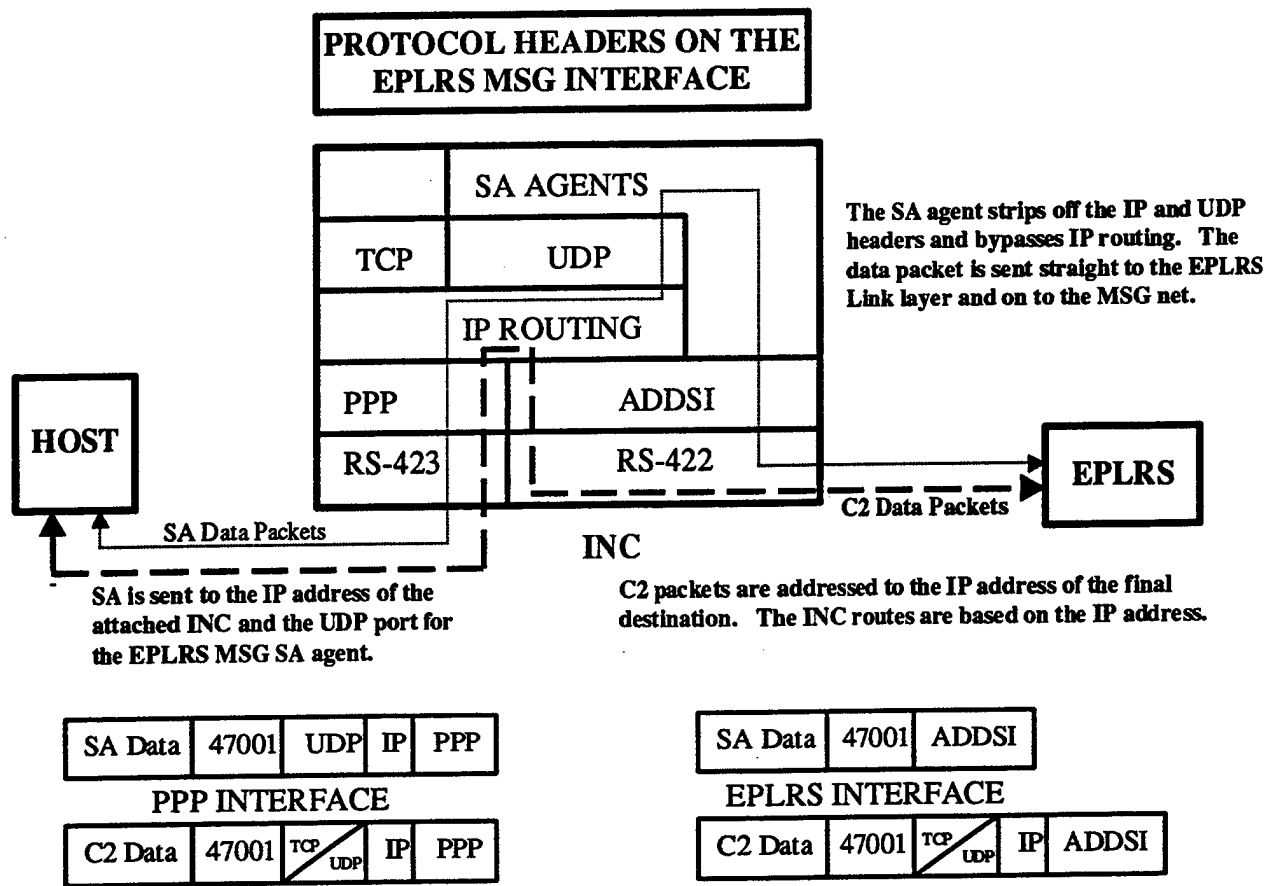 PROTOCOL HEADERS ON THE
EPLRS MSG INTERFACE
SA AGENTS
TCP
UDP
IP ROUTING
PPP
ADDSI
RS-423
RS-422
HOST
EPLRS
The SA agent strips off the IP and UDP
headers and bypasses IP routing. The
data packet is sent straight to the EPLRS
Link layer and on to the MSG net.
SA Data Packets
C2 Data Packets
INC
SA is sent to the IP address of the
attached INC and the UDP port for
the EPLRS MSG SA agent.
C2 packets are addressed to the IP address of the final
destination. The INC routes are based on the IP address.
SA Data 47001 UDP IP PPP
PPP INTERFACE
C2 Data 47001 TCP UDP IP PPP
SA Data 47001 ADDSI
EPLRS INTERFACE
C2 Data 47001 TCP UDP IP ADDSI